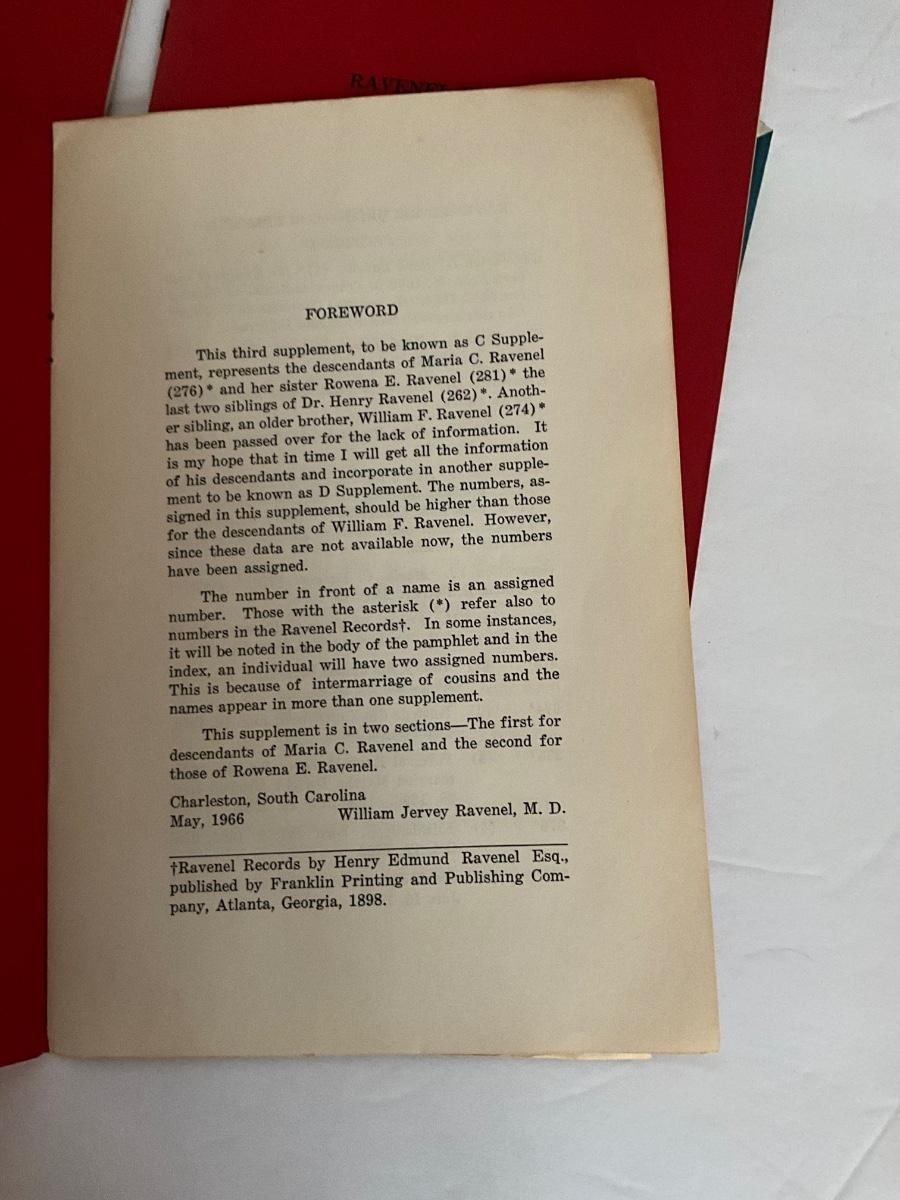 RAVENEL
FOREWORD
This third supplement, to be known as C Supple-
ment, represents the descendants of Maria C. Ravenel
(276)* and her sister Rowena E. Ravenel (281)* the
last two siblings of Dr. Henry Ravenel (262)*. Anoth-
er sibling, an older brother, William F. Ravenel (274)*
has been passed over for the lack of information. It
is my hope that in time I will get all the information
of his descendants and incorporate in another supple-
ment to be known as D Supplement. The numbers, as-
signed in this supplement, should be higher than those
for the descendants of William F. Ravenel. However,
since these data are not available now, the numbers
have been assigned.
The number in front of a name is an assigned
number. Those with the asterisk (*) refer also to
numbers in the Ravenel Records†. In some instances,
it will be noted in the body of the pamphlet and in the
index, an individual will have two assigned numbers.
This is because of intermarriage of cousins and the
names appear in more than one supplement.
This supplement is in two sections—The first for
descendants of Maria C. Ravenel and the second for
those of Rowena E. Ravenel.
Charleston, South Carolina
May, 1966 William Jervey Ravenel, M. D.
†Ravenel Records by Henry Edmund Ravenel Esq.,
published by Franklin Printing and Publishing Com-
pany, Atlanta, Georgia, 1898.